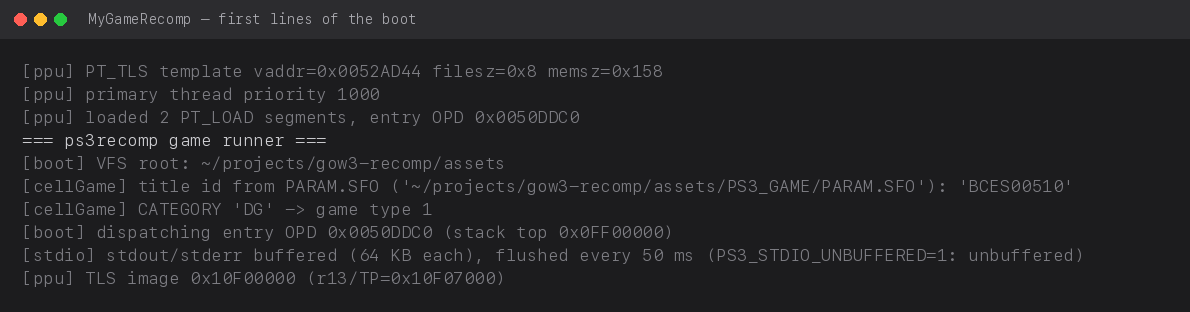 MyGameRecomp — first lines of the boot
[ppu] PT_TLS template vaddr=0x0052AD44 filesz=0x8 memsz=0x158
[ppu] primary thread priority 1000
[ppu] loaded 2 PT_LOAD segments, entry OPD 0x0050DDC0
=== ps3recomp game runner ===
[boot] VFS root: ~/projects/gow3-recomp/assets
[cellGame] title id from PARAM.SFO ('~/projects/gow3-recomp/assets/PS3_GAME/PARAM.SFO'): 'BCES00510'
[cellGame] CATEGORY 'DG' -> game type 1
[boot] dispatching entry OPD 0x0050DDC0 (stack top 0x0FF00000)
[stdio] stdout/stderr buffered (64 KB each), flushed every 50 ms (PS3_STDIO_UNBUFFERED=1: unbuffered)
[ppu] TLS image 0x10F00000 (r13/TP=0x10F07000)